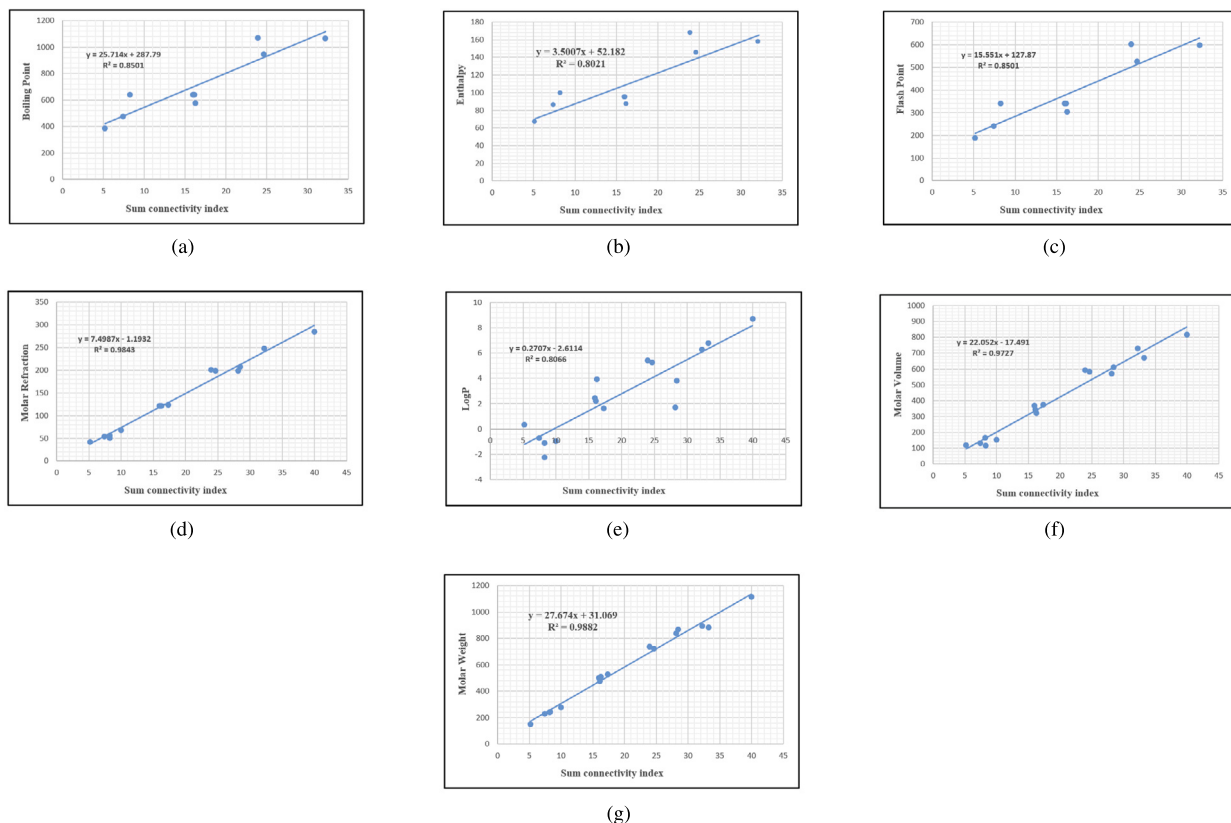 1200
1000
800
600
400
200
0
0 5 10 15 20 25 30 35
Boiling Point
y = 25.714x + 287.79
R² = 0.8501
Sum connectivity index
(a)
180
160
140
120
100
80
60
40
20
0
0 5 10 15 20 25 30 35
Enthalpy
y = 3.5007x + 52.182
R² = 0.8021
Sum connectivity index
(b)
700
600
500
400
300
200
100
0
0 5 10 15 20 25 30 35
Flash Point
y = 15.551x + 127.87
R² = 0.8501
Sum connectivity index
(c)
350
300
250
200
150
100
50
0
0 5 10 15 20 25 30 35 40 45
Molar Refraction
y = 7.4987x - 1.1932
R² = 0.9843
Sum connectivity index
(d)
10
8
6
4
2
0
-2
-4
0 5 10 15 20 25 30 35 40 45
LogP
y = 0.2707x - 2.6114
R² = 0.8066
Sum connectivity index
(e)
1000
900
800
700
600
500
400
300
200
100
0
0 5 10 15 20 25 30 35 40 45
Molar Volume
y = 22.052x - 17.491
R² = 0.9727
Sum connectivity index
(f)
1200
1000
800
600
400
200
0
0 5 10 15 20 25 30 35 40 45
Molar Weight
y = 27.674x + 31.069
R² = 0.9882
Sum connectivity index
(g)